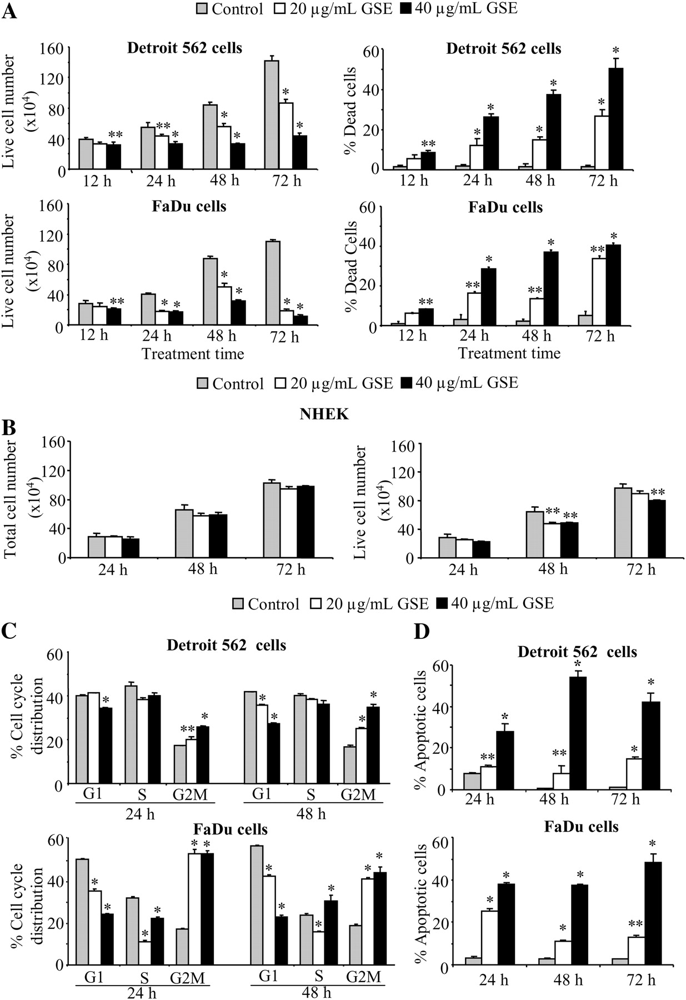 A
Control 20 µg/mL GSE 40 µg/mL GSE
Detroit 562 cells
Live cell number
(x10⁴)
160
120
80
40
0
** ** * * * * *
12 h 24 h 48 h 72 h
Detroit 562 cells
% Dead cells
60
40
20
0
** * * * * * *
12 h 24 h 48 h 72 h
FaDu cells
Live cell number
(x10⁴)
160
120
80
40
0
** * * * * * *
12 h 24 h 48 h 72 h
Treatment time
FaDu cells
% Dead Cells
60
40
20
0
** ** * ** * ** *
12 h 24 h 48 h 72 h
Treatment time
Control 20 µg/mL GSE 40 µg/mL GSE
NHEK
B
Total cell number
(x10⁴)
160
120
80
40
0
24 h 48 h 72 h
Live cell number
(x10⁴)
160
120
80
40
0
** ** **
24 h 48 h 72 h
Control 20 µg/mL GSE 40 µg/mL GSE
C
Detroit 562 cells
% Cell cycle
distribution
60
40
20
0
* ** * * * * *
G1 S G2M G1 S G2M
24 h 48 h
FaDu cells
% Cell cycle
distribution
60
40
20
0
* * * * * * * * * * * *
G1 S G2M G1 S G2M
24 h 48 h
D
Detroit 562 cells
% Apoptotic cells
60
40
20
0
** * ** * * *
24 h 48 h 72 h
FaDu cells
% Apoptotic cells
60
40
20
0
* * * * ** *
24 h 48 h 72 h